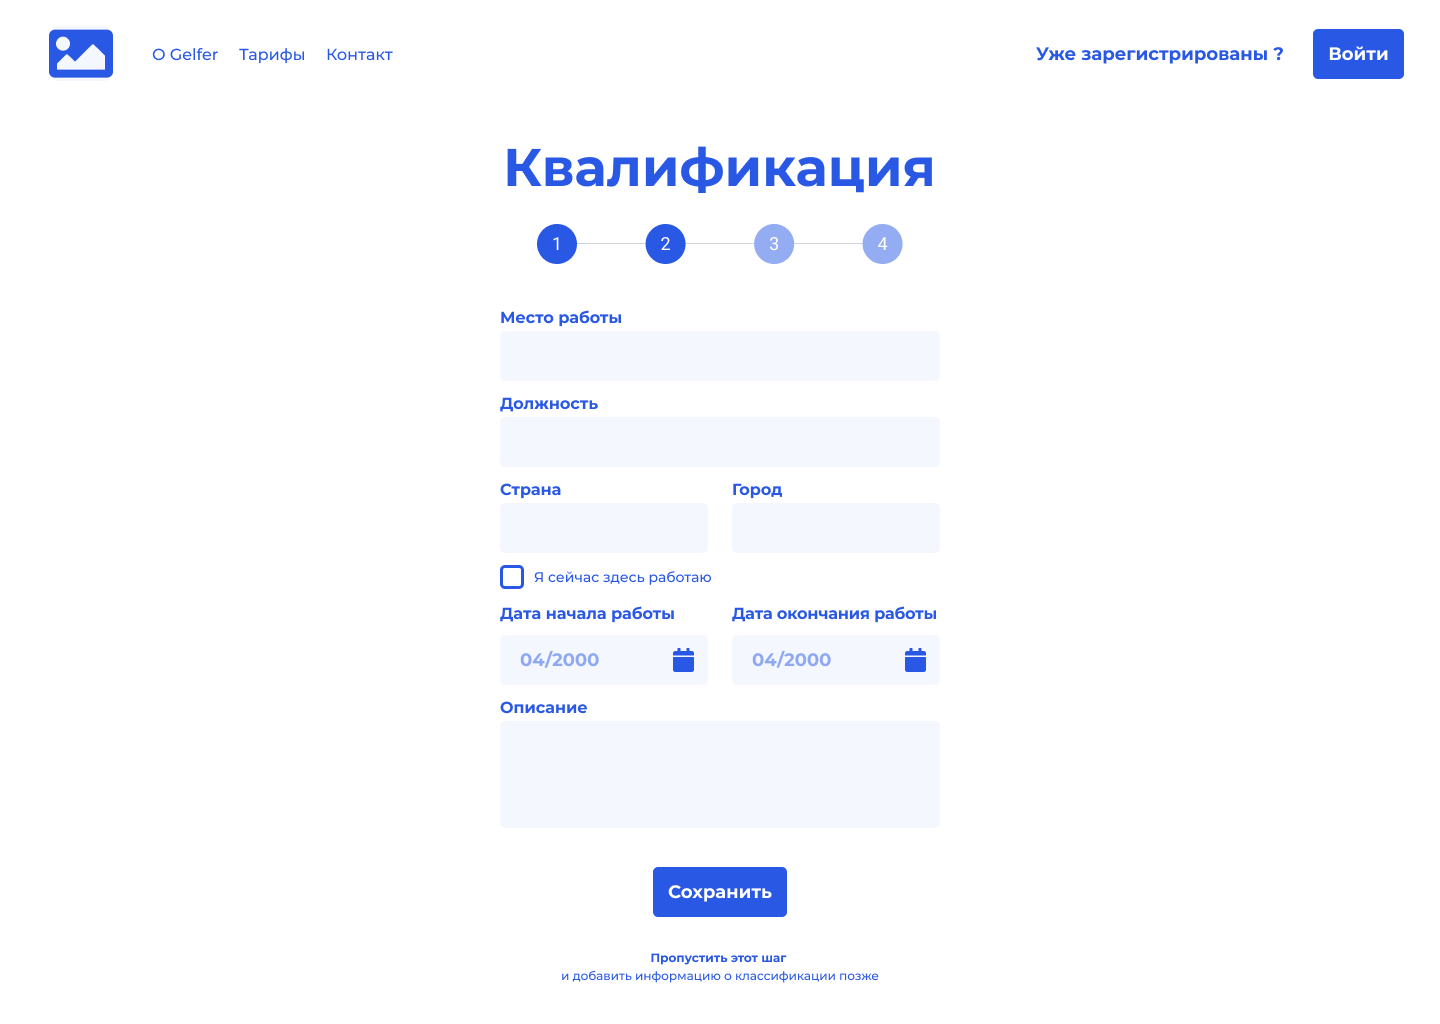 О Gelfer Тарифы Контакт Уже зарегистрированы ? Войти
Квалификация
1 2 3 4
Место работы
Должность
Страна Город
Я сейчас здесь работаю
Дата начала работы Дата окончания работы
04/2000 04/2000
Описание
Сохранить
Пропустить этот шаг
и добавить информацию о классификации позже